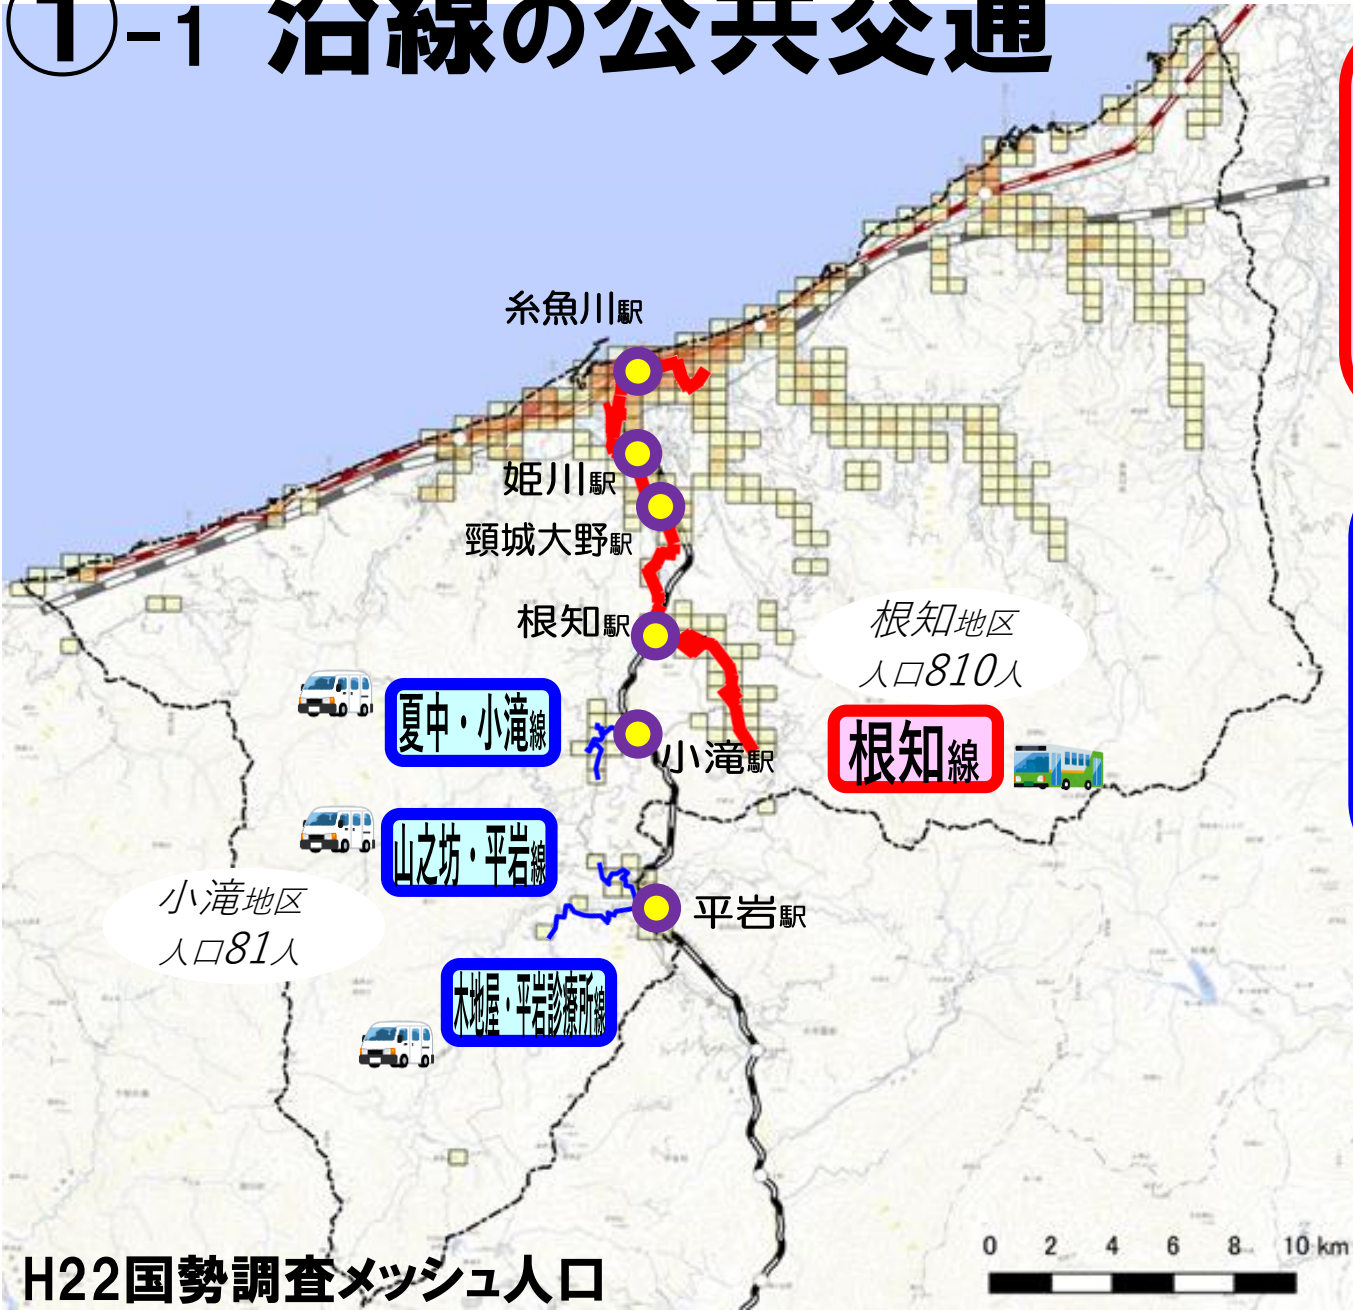 ①-1 沿線の公共交通
糸魚川駅
姫川駅
頸城大野駅
根知駅
根知地区
人口810人
夏中・小滝線
小滝駅
根知線
山之坊・平岩線
小滝地区
人口81人
平岩駅
木地屋・平岩診療所線
0 2 4 6 8 10 km
H22国勢調査メッシュ人口